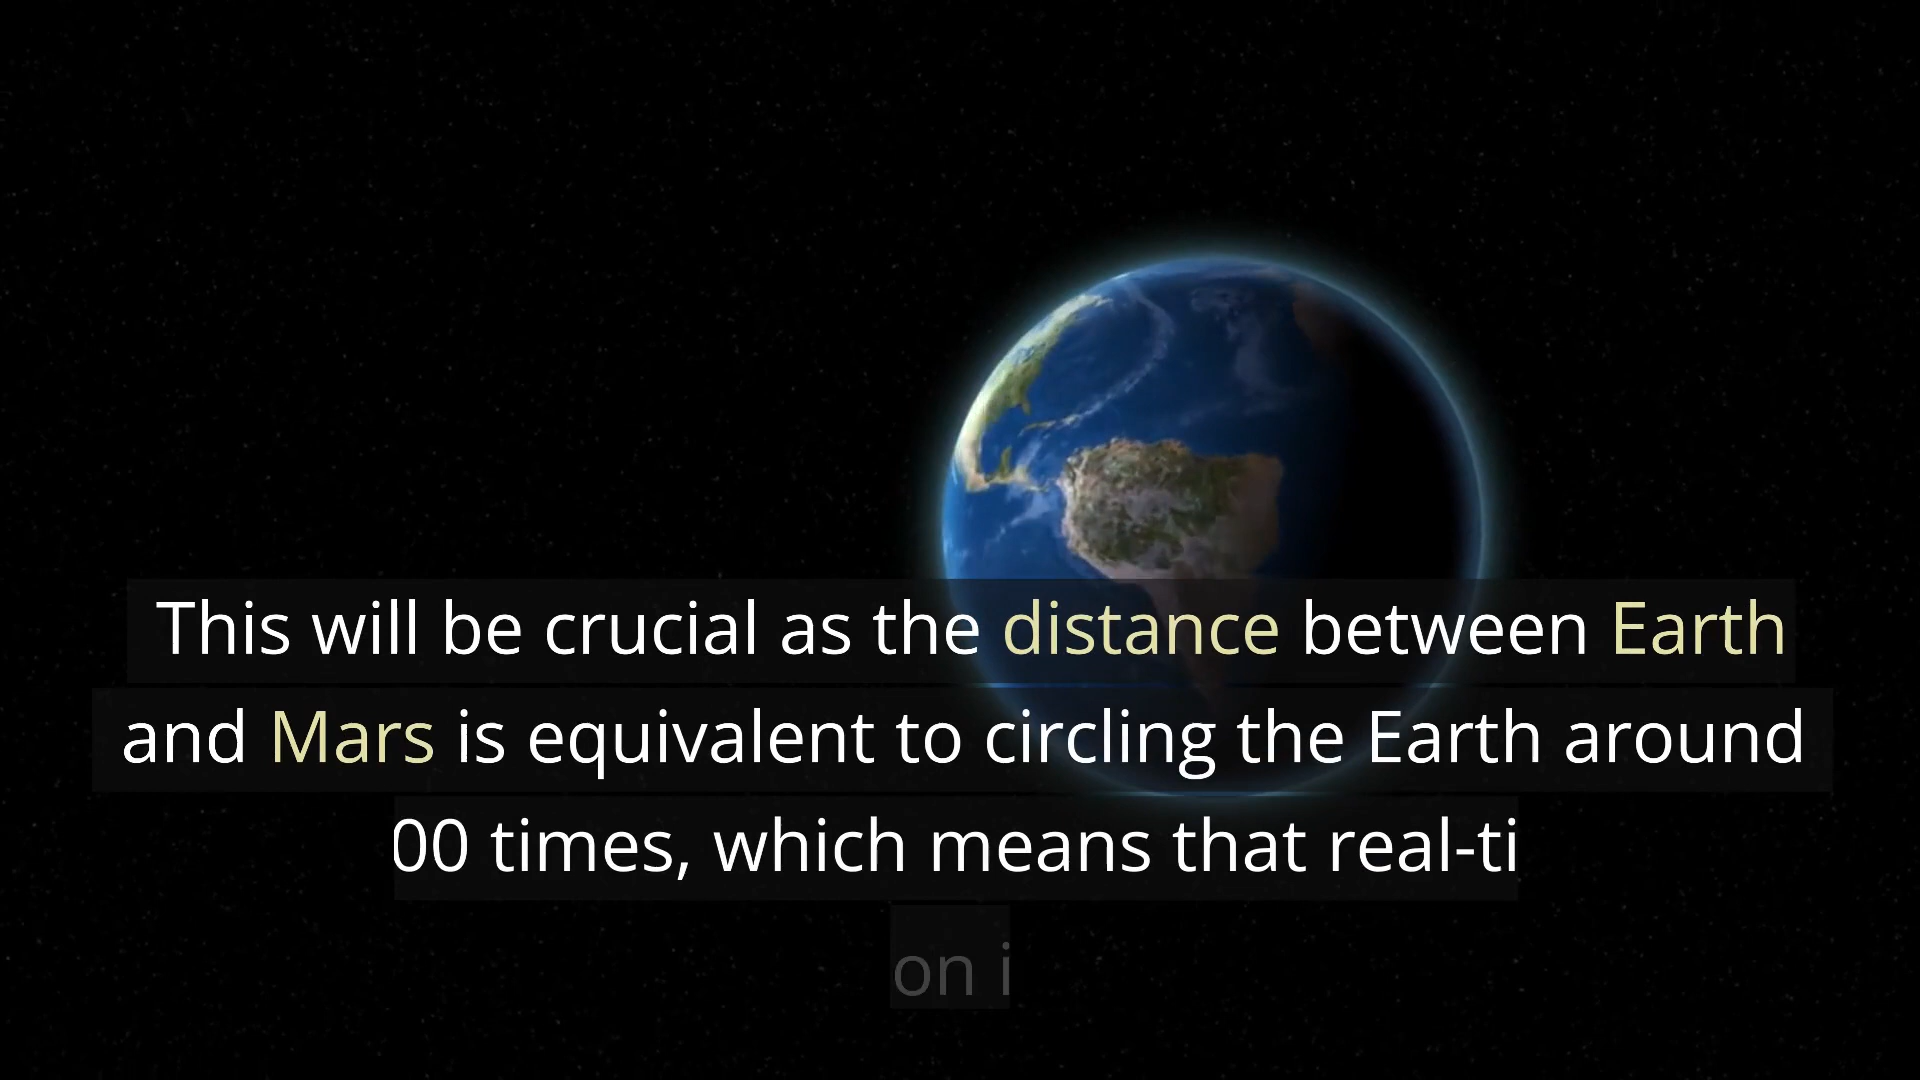 This will be crucial as the distance between Earth
and Mars is equivalent to circling the Earth around
00 times, which means that real-ti
on i